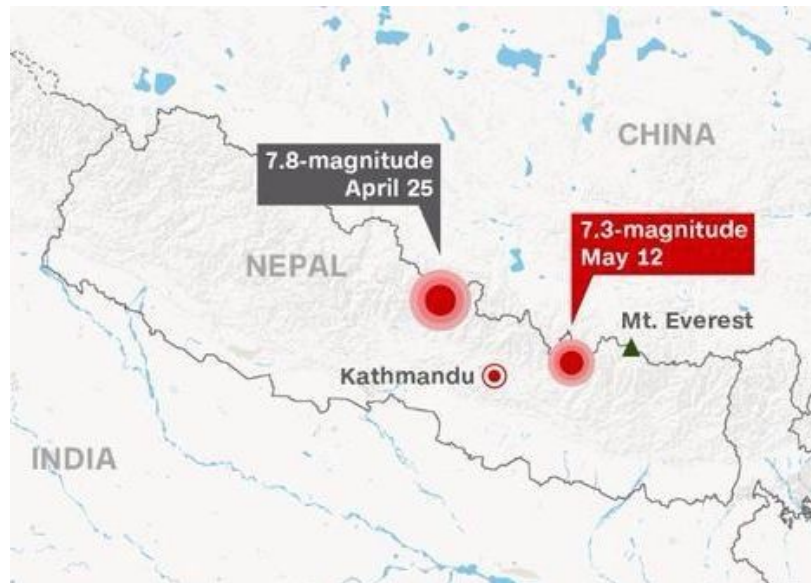 CHINA
7.8-magnitude
April 25
7.3-magnitude
May 12
NEPAL
Mt. Everest
Kathmandu
INDIA